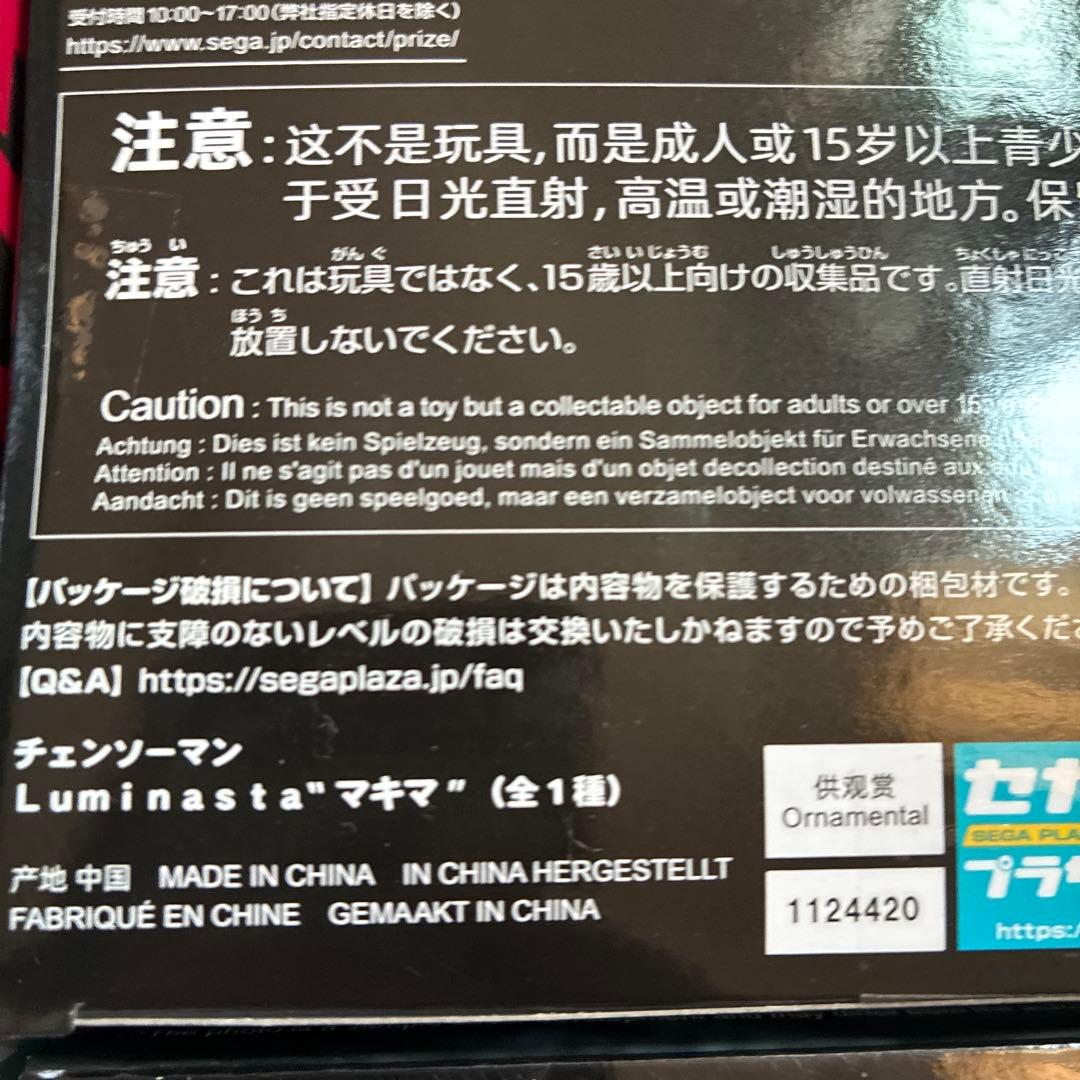 受付時間10:00~17:00(弊社指定休日を除く)
https://www.sega.jp/contact/prize/
注意:这不是玩具,而是成人或15岁以上青少
于受日光直射,高温或潮湿的地方。保
ちゅう い がん ぐ さい いじょうむ しゅうしゅうひん ちょくしゃにっこ
注意:これは玩具ではなく、15歳以上向けの収集品です。直射日光
ほう ち
放置しないでください。
Caution : This is not a toy but a collectable object for adults or over 15
Achtung : Dies ist kein Spielzeug, sondern ein Sammelobjekt für Erwachsene
Attention : Il ne s'agit pas d'un jouet mais d'un objet decollection destiné aux adultes
Aandacht : Dit is geen speelgoed, maar een verzamelobject voor volwassenen
【パッケージ破損について】パッケージは内容物を保護するための梱包材です。
内容物に支障のないレベルの破損は交換いたしかねますので予めご了承くださ
【Q&A】https://segaplaza.jp/faq
チェンソーマン
Luminasta"マキマ"(全1種)
供观赏
Ornamental
セガ
SEGA PLA
プラザ
https:/
产地 中国 MADE IN CHINA IN CHINA HERGESTELLT
FABRIQUÉ EN CHINE GEMAAKT IN CHINA
1124420